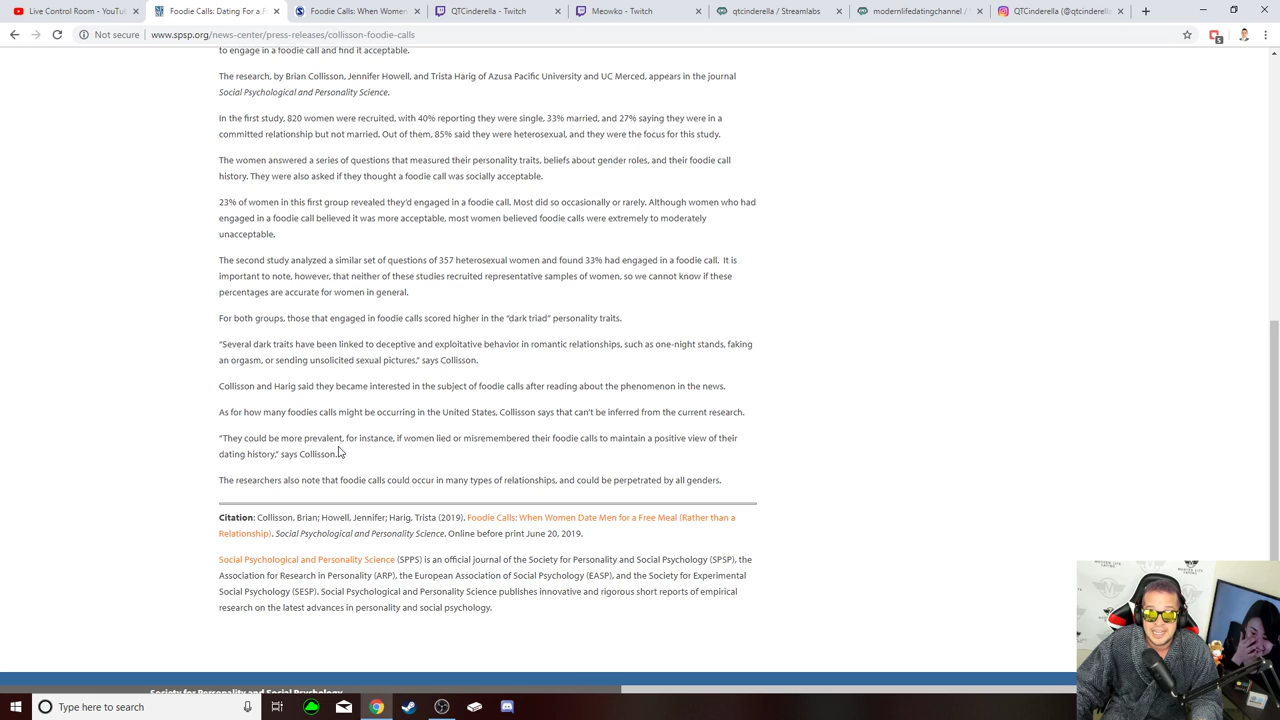 Live Control Room - YouTu
Foodie Calls: Dating For a F
Foodie Calls: When Women
QTCinderella - Twitch
Meowko - Twitch
qtcinderella / Streamlabs
modernlifedatingchannel /
QTCinderella (@qtcinderella
Not secure | www.spsp.org/news-center/press-releases/collisson-foodie-calls
5
to engage in a foodie call and find it acceptable.
The research, by Brian Collisson, Jennifer Howell, and Trista Harig of Azusa Pacific University and UC Merced, appears in the journal
Social Psychological and Personality Science.
In the first study, 820 women were recruited, with 40% reporting they were single, 33% married, and 27% saying they were in a
committed relationship but not married. Out of them, 85% said they were heterosexual, and they were the focus for this study.
The women answered a series of questions that measured their personality traits, beliefs about gender roles, and their foodie call
history. They were also asked if they thought a foodie call was socially acceptable.
23% of women in this first group revealed they'd engaged in a foodie call. Most did so occasionally or rarely. Although women who had
engaged in a foodie call believed it was more acceptable, most women believed foodie calls were extremely to moderately
unacceptable.
The second study analyzed a similar set of questions of 357 heterosexual women and found 33% had engaged in a foodie call. It is
important to note, however, that neither of these studies recruited representative samples of women, so we cannot know if these
percentages are accurate for women in general.
For both groups, those that engaged in foodie calls scored higher in the “dark triad” personality traits.
“Several dark traits have been linked to deceptive and exploitative behavior in romantic relationships, such as one-night stands, faking
an orgasm, or sending unsolicited sexual pictures,” says Collisson.
Collisson and Harig said they became interested in the subject of foodie calls after reading about the phenomenon in the news.
As for how many foodies calls might be occurring in the United States, Collisson says that can't be inferred from the current research.
“They could be more prevalent, for instance, if women lied or misremembered their foodie calls to maintain a positive view of their
dating history,” says Collisson.
The researchers also note that foodie calls could occur in many types of relationships, and could be perpetrated by all genders.
Citation: Collisson, Brian; Howell, Jennifer; Harig, Trista (2019). Foodie Calls: When Women Date Men for a Free Meal (Rather than a
Relationship). Social Psychological and Personality Science. Online before print June 20, 2019.
Social Psychological and Personality Science (SPPS) is an official journal of the Society for Personality and Social Psychology (SPSP), the
Association for Research in Personality (ARP), the European Association of Social Psychology (EASP), and the Society for Experimental
Social Psychology (SESP). Social Psychological and Personality Science publishes innovative and rigorous short reports of empirical
research on the latest advances in personality and social psychology.
Society for Personality and Social Psychology
Type here to search